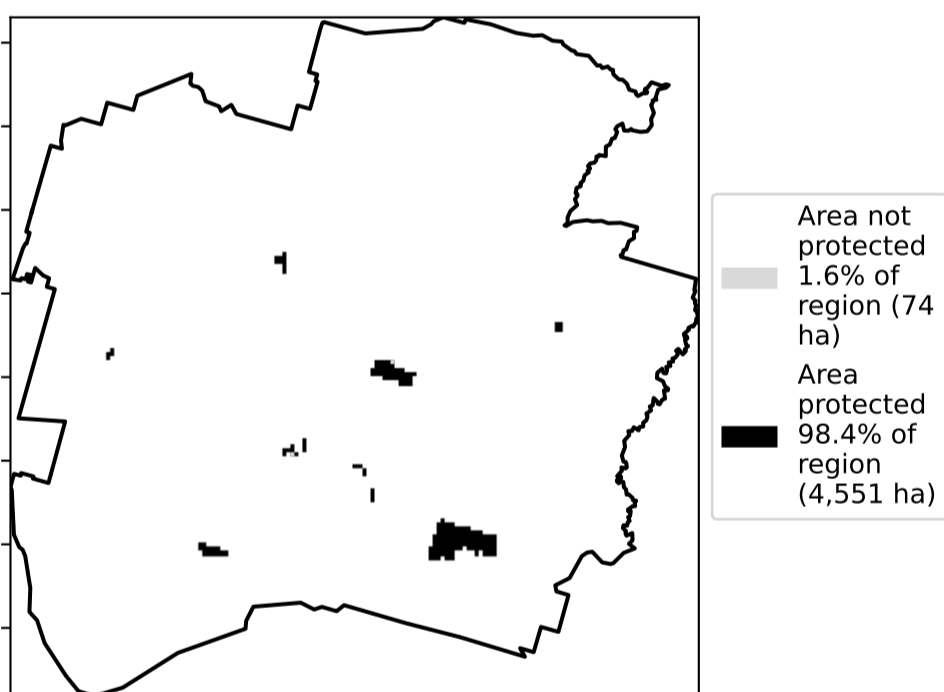 Area not
protected
1.6% of
region (74
ha)
Area
protected
98.4% of
region
(4,551 ha)